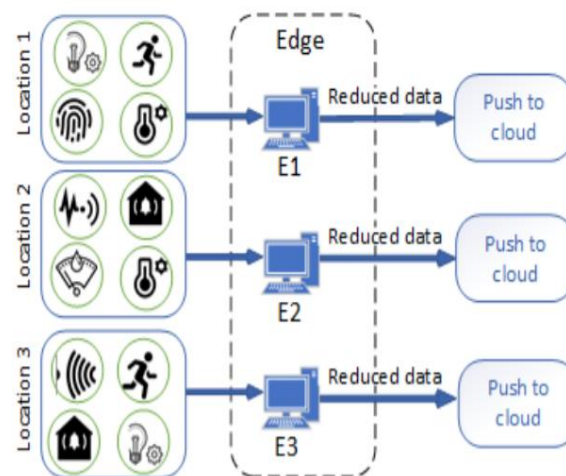 Edge
Location 1
E1
Reduced data
Push to
cloud
Location 2
E2
Reduced data
Push to
cloud
Location 3
E3
Reduced data
Push to
cloud